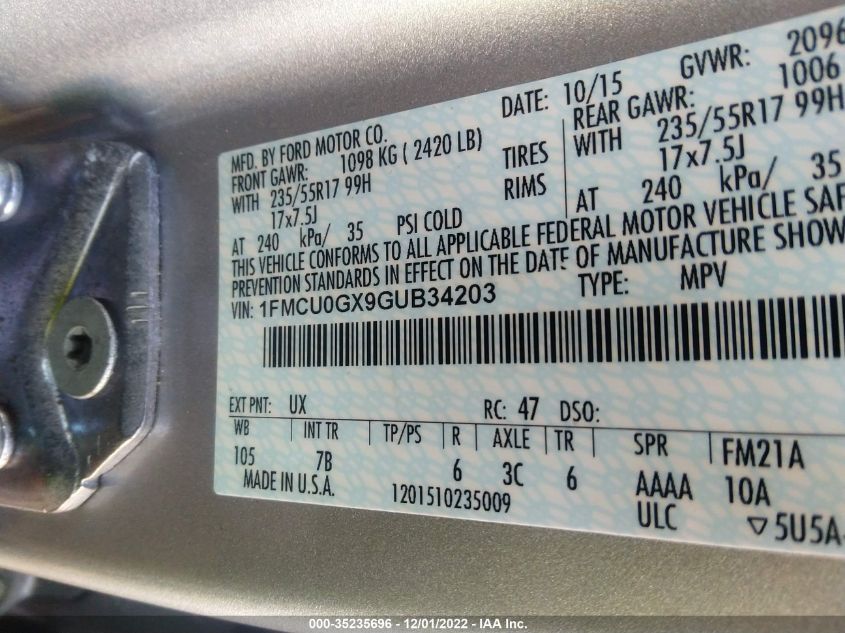 MFD. BY FORD MOTOR CO. DATE: 10/15 GVWR: 2096
FRONT GAWR: 1098 KG ( 2420 LB) REAR GAWR: 1006
WITH 235/55R17 99H TIRES WITH 235/55R17 99H
17x7.5J RIMS 17x7.5J
AT 240 kPa/ 35 PSI COLD AT 240 kPa/ 35
THIS VEHICLE CONFORMS TO ALL APPLICABLE FEDERAL MOTOR VEHICLE SAF
PREVENTION STANDARDS IN EFFECT ON THE DATE OF MANUFACTURE SHOW
VIN: 1FMCU0GX9GUB34203 TYPE: MPV
EXT PNT: UX RC: 47 DSO:
WB INT TR TP/PS R AXLE TR SPR FM21A
105 7B 6 3C 6 AAAA 10A
MADE IN U.S.A. 1201510235009 ULC ▽5U5A-
000-35235696 - 12/01/2022 - IAA Inc.